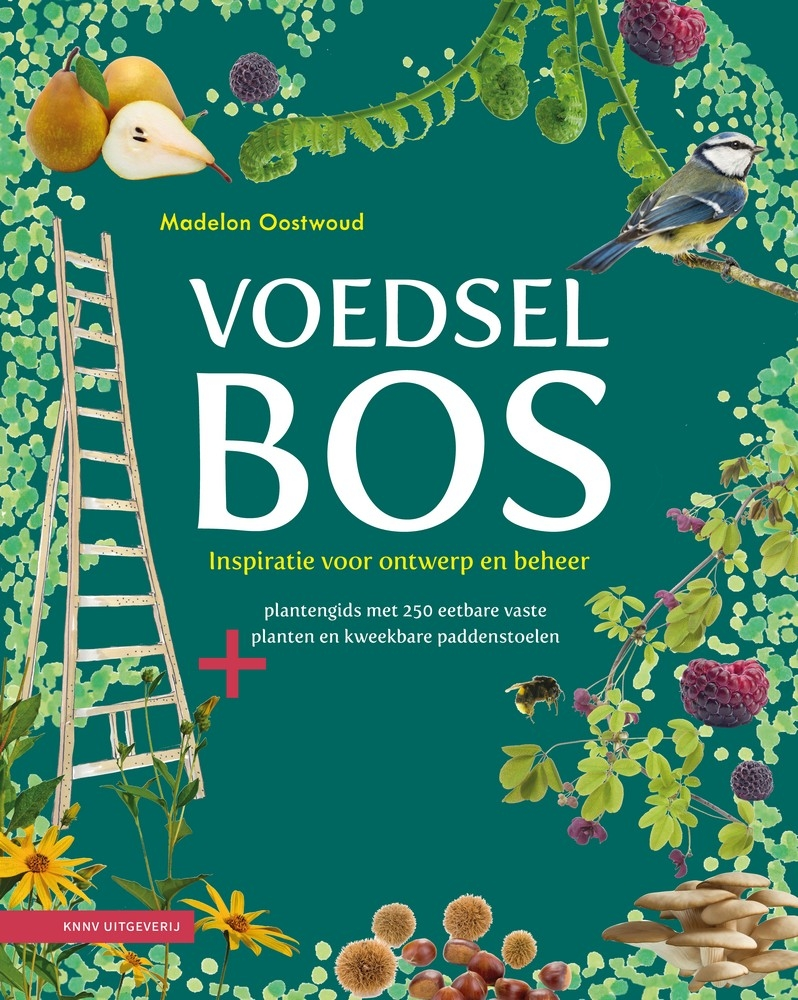 Madelon Oostwoud
VOEDSEL
BOS
Inspiratie voor ontwerp en beheer
plantengids met 250 eetbare vaste
+ planten en kweekbare paddenstoelen
KNNV UITGEVERIJ